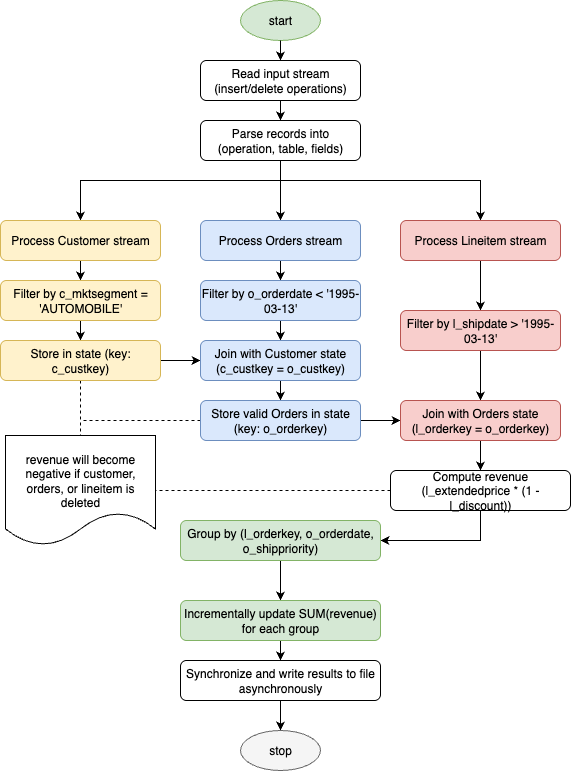 start
Read input stream
(insert/delete operations)
Parse records into
(operation, table, fields)
Process Customer stream
Process Orders stream
Process Lineitem stream
Filter by c_mktsegment =
'AUTOMOBILE'
Filter by o_orderdate < '1995-
03-13'
Filter by l_shipdate > '1995-
03-13'
Store in state (key:
c_custkey)
Join with Customer state
(c_custkey = o_custkey)
Store valid Orders in state
(key: o_orderkey)
Join with Orders state
(l_orderkey = o_orderkey)
revenue will become
negative if customer,
orders, or lineitem is
deleted
Compute revenue
(l_extendedprice * (1 -
l_discount))
Group by (l_orderkey, o_orderdate,
o_shippriority)
Incrementally update SUM(revenue)
for each group
Synchronize and write results to file
asynchronously
stop